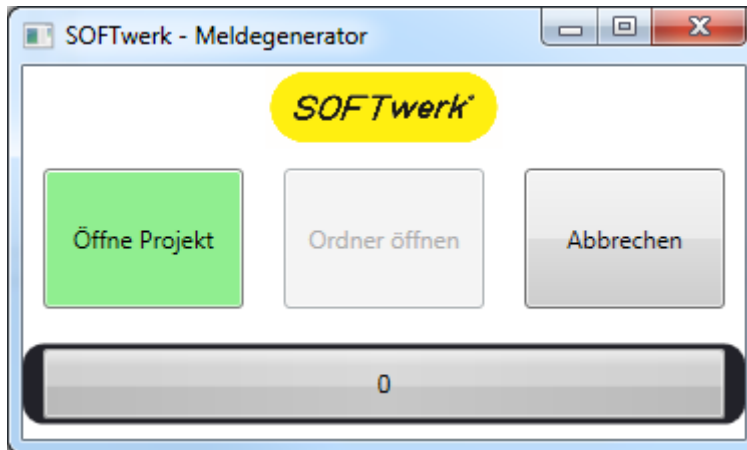 SOFTwerk - Meldegenerator
SOFTwerk
Öffne Projekt
Ordner öffnen
Abbrechen
0